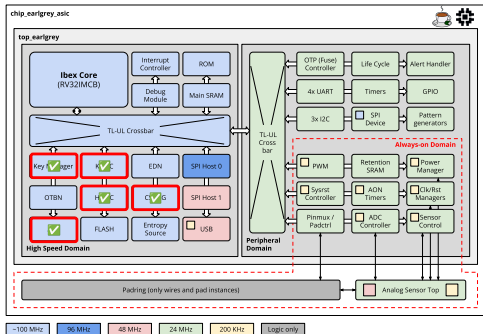 chip_earlgrey_asic
top_earlgrey
Ibex Core
(RV32IMCB)
Interrupt
Controller
ROM
Debug
Module
Main SRAM
TL-UL Crossbar
EDN
SPI Host 0
OTBN
SPI Host 1
FLASH
Entropy
Source
USB
High Speed Domain
TL-UL
Cross
bar
Peripheral
Domain
OTP (Fuse)
Controller
Life Cycle
Alert Handler
4x UART
Timers
GPIO
3x I2C
SPI
Device
Pattern
generators
Always-on Domain
PWM
Retention
SRAM
Power
Manager
Sysrst
Controller
AON
Timers
Clk/Rst
Managers
Pinmux /
Padctrl
ADC
Controller
Sensor
Control
Padring (only wires and pad instances)
Analog Sensor Top
~100 MHz
96 MHz
48 MHz
24 MHz
200 KHz
Logic only